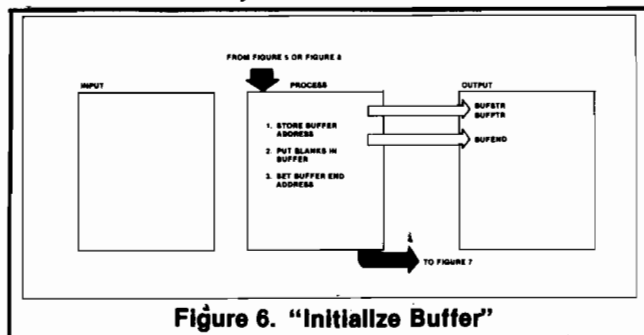 FROM FIGURE 5 OR FIGURE 8
INPUT
PROCESS
OUTPUT
1. STORE BUFFER
ADDRESS
2. PUT BLANKS IN
BUFFER
3. SET BUFFER END
ADDRESS
BUFSTR
BUFPTR
BUFEND
TO FIGURE 7
Figure 6. "Initialize Buffer"